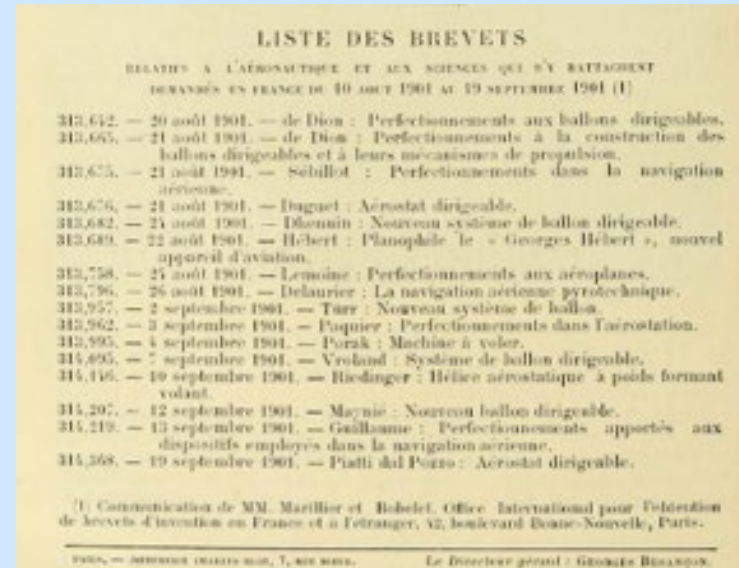 LISTE DES BREVETS
RELATIFS A L'AÉRONAUTIQUE ET AUX SCIENCES QUI S'Y RATTACHENT
DEMANDÉS EN FRANCE DU 10 AOUT 1901 AU 19 SEPTEMBRE 1901 (1)
313,642. — 20 août 1901. — de Dion : Perfectionnements aux ballons dirigeables.
313,665. — 21 août 1901. — de Dion : Perfectionnements à la construction des
ballons dirigeables et à leurs mécanismes de propulsion.
313,675. — 21 août 1901. — Sébillot : Perfectionnements dans la navigation
aérienne.
313,676. — 21 août 1901. — Duguet : Aérostat dirigeable.
313,682. — 21 août 1901. — Dhennin : Nouveau système de ballon dirigeable.
313,689. — 22 août 1901. — Hébert : Planophile le « Georges Hébert », nouvel
appareil d'aviation.
313,758. — 25 août 1901. — Lemoine : Perfectionnements aux aéroplanes.
313,796. — 26 août 1901. — Delaurier : La navigation aérienne pyrotechnique.
313,957. — 2 septembre 1901. — Türr : Nouveau système de ballon.
313,962. — 3 septembre 1901. — Paquier : Perfectionnements dans l'aérostation.
313,995. — 4 septembre 1901. — Porak : Machine à voler.
314,095. — 7 septembre 1901. — Vroland : Système de ballon dirigeable.
314,146. — 10 septembre 1901. — Riedinger : Hélice aérostatique à poids formant
volant.
314,207. — 12 septembre 1901. — Maynié : Nouveau ballon dirigeable.
314,219. — 13 septembre 1901. — Guillaume : Perfectionnements apportés aux
dispositifs employés dans la navigation aérienne.
314,368. — 19 septembre 1901. — Piatti dal Pozzo : Aérostat dirigeable.
(1) Communication de MM. Marillier et Robelet, Office International pour l'obtention
de brevets d'invention en France et à l'étranger, 42, boulevard Bonne-Nouvelle, Paris.
PARIS. — IMPRIMERIE CHARLES BLOT, 7, RUE BLEUE.
Le Directeur gérant : GEORGES BESANÇON.